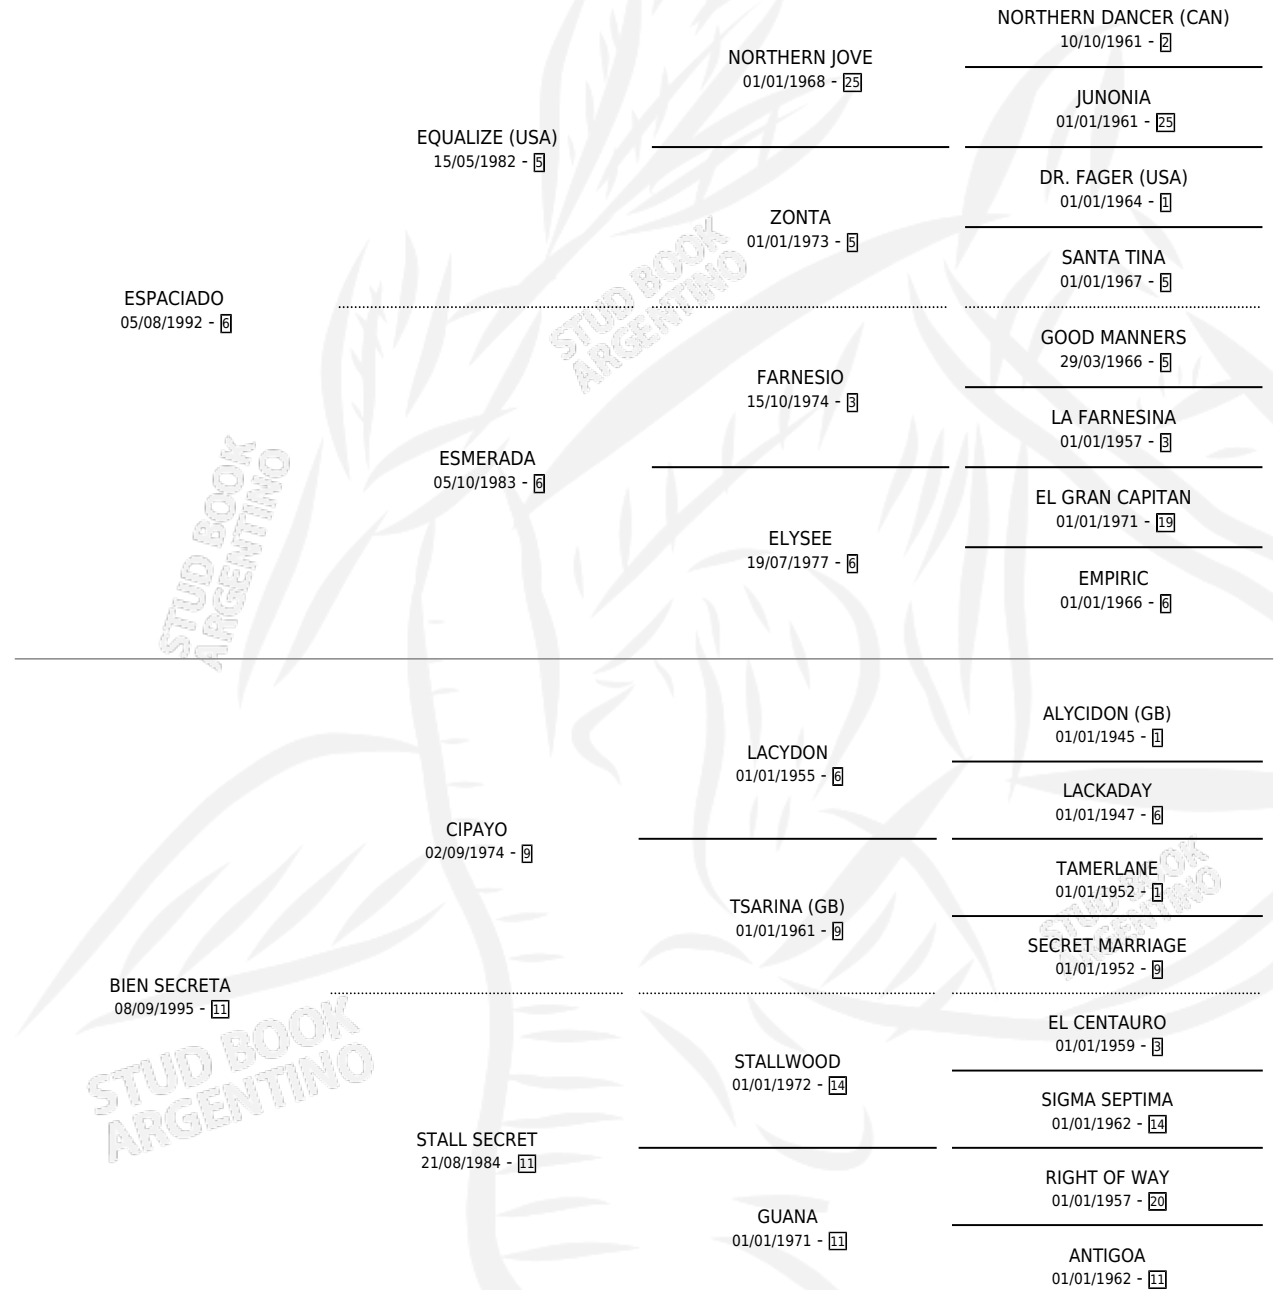 NORTHERN DANCER (CAN)
10/10/1961 - 2
NORTHERN JOVE
01/01/1968 - 25
JUNONIA
01/01/1961 - 25
EQUALIZE (USA)
15/05/1982 - 5
DR. FAGER (USA)
01/01/1964 - 1
ZONTA
01/01/1973 - 5
SANTA TINA
01/01/1967 - 5
ESPACIADO
05/08/1992 - 6
GOOD MANNERS
29/03/1966 - 5
FARNESIO
15/10/1974 - 3
LA FARNESINA
01/01/1957 - 3
ESMERADA
05/10/1983 - 6
EL GRAN CAPITAN
01/01/1971 - 19
ELYSEE
19/07/1977 - 6
EMPIRIC
01/01/1966 - 6
ALYCIDON (GB)
01/01/1945 - 1
LACYDON
01/01/1955 - 6
LACKADAY
01/01/1947 - 6
CIPAYO
02/09/1974 - 9
TAMERLANE
01/01/1952 - 1
TSARINA (GB)
01/01/1961 - 9
SECRET MARRIAGE
01/01/1952 - 9
BIEN SECRETA
08/09/1995 - 11
EL CENTAURO
01/01/1959 - 3
STALLWOOD
01/01/1972 - 14
SIGMA SEPTIMA
01/01/1962 - 14
STALL SECRET
21/08/1984 - 11
RIGHT OF WAY
01/01/1957 - 20
GUANA
01/01/1971 - 11
ANTIGOA
01/01/1962 - 11
STUD BOOK
ARGENTINO
STUD BOOK
ARGENTINO
STUD BOOK
ARGENTINO
STUD BOOK
ARGENTINO